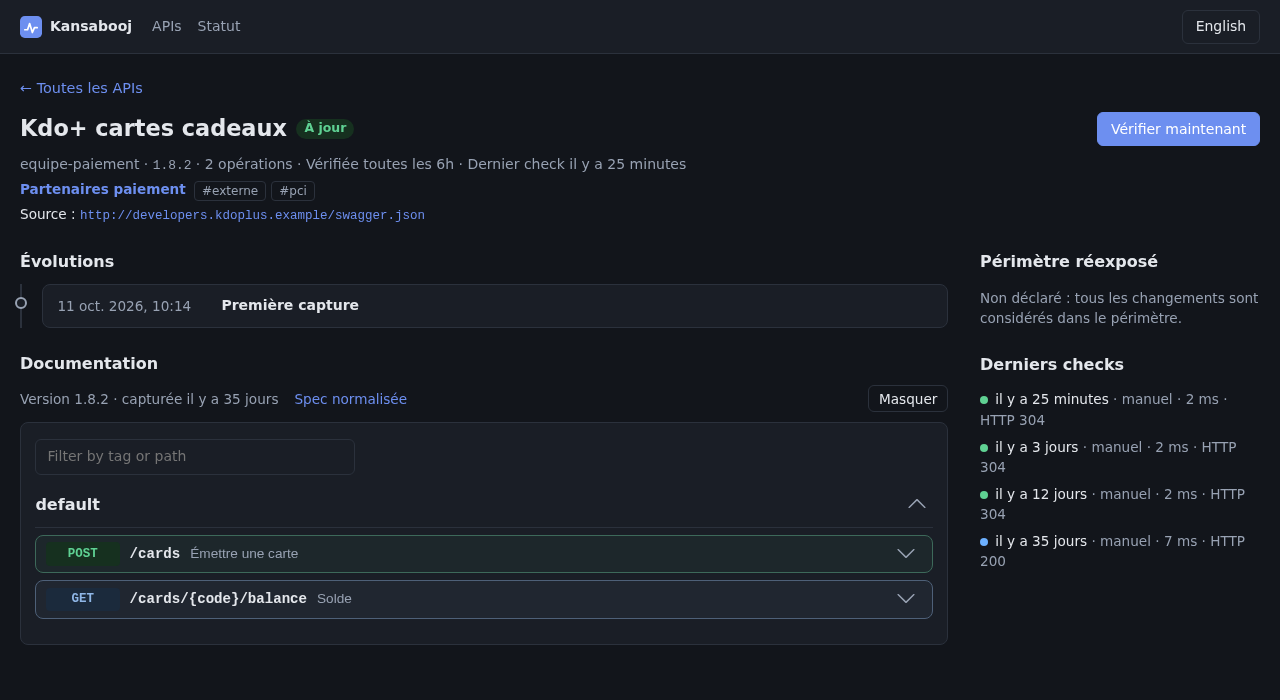 Kansabooj APIs Statut English
← Toutes les APIs
Kdo+ cartes cadeaux À jour Vérifier maintenant
equipe-paiement · 1.8.2 · 2 opérations · Vérifiée toutes les 6h · Dernier check il y a 25 minutes
Partenaires paiement #externe #pci
Source : http://developers.kdoplus.example/swagger.json
Évolutions
11 oct. 2026, 10:14 Première capture
Documentation
Version 1.8.2 · capturée il y a 35 jours Spec normalisée Masquer
Filter by tag or path
default
POST /cards Émettre une carte
GET /cards/{code}/balance Solde
Périmètre réexposé
Non déclaré : tous les changements sont
considérés dans le périmètre.
Derniers checks
il y a 25 minutes · manuel · 2 ms ·
HTTP 304
il y a 3 jours · manuel · 2 ms · HTTP
304
il y a 12 jours · manuel · 2 ms · HTTP
304
il y a 35 jours · manuel · 7 ms · HTTP
200